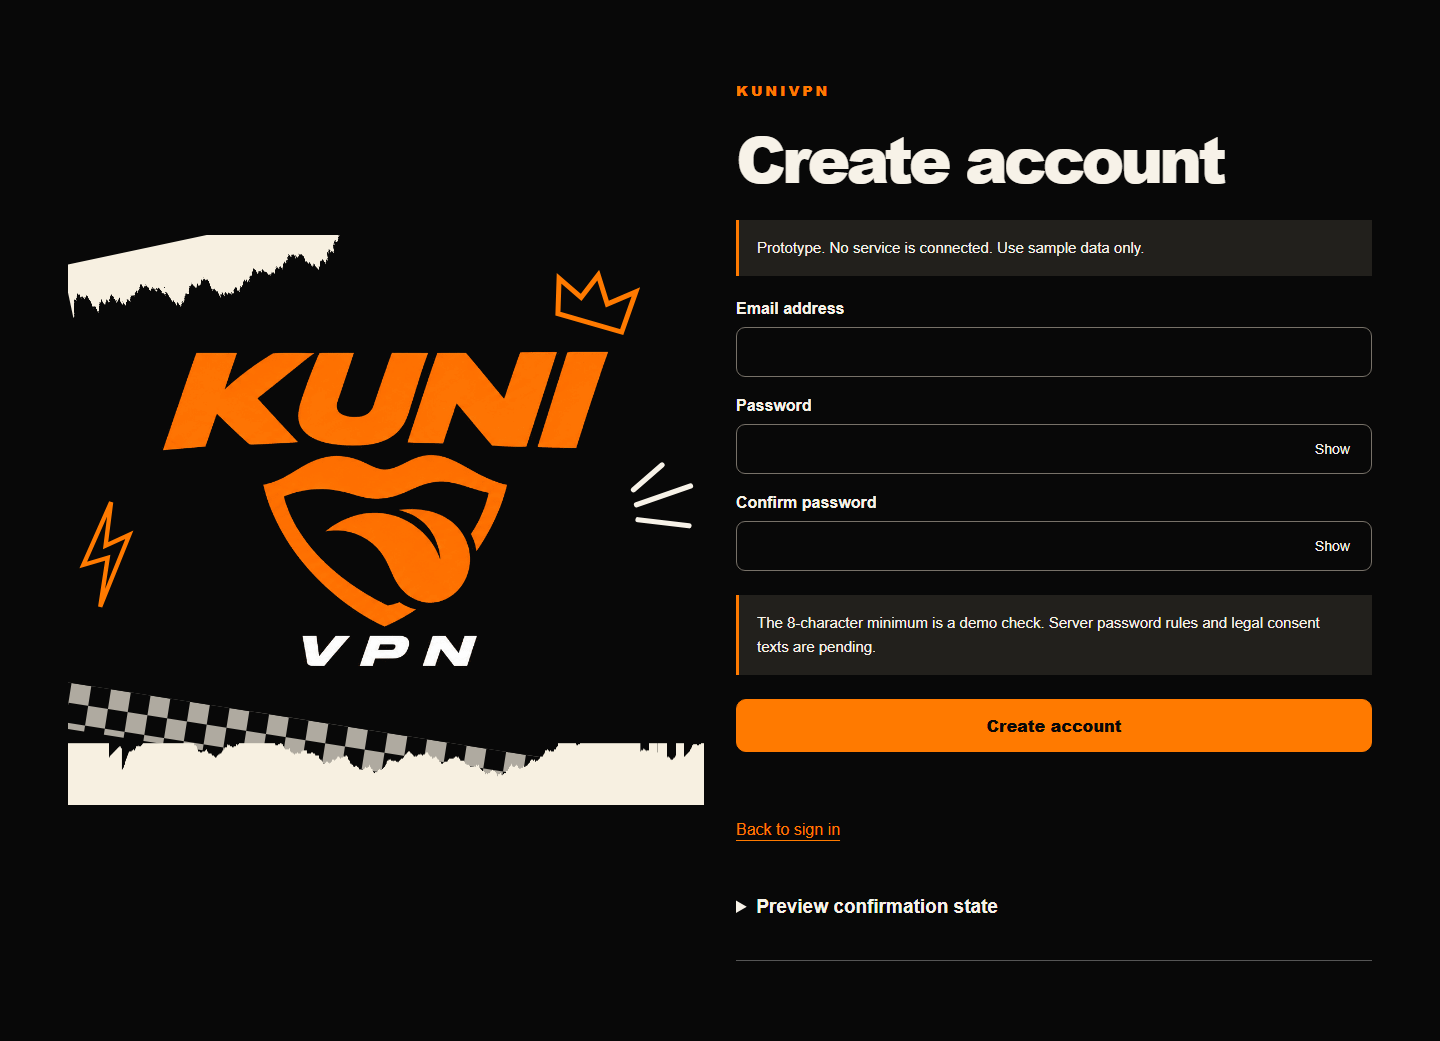 KUNI
VPN
KUNIVPN
Create account
Prototype. No service is connected. Use sample data only.
Email address
Password
Show
Confirm password
Show
The 8-character minimum is a demo check. Server password rules and legal consent
texts are pending.
Create account
Back to sign in
Preview confirmation state